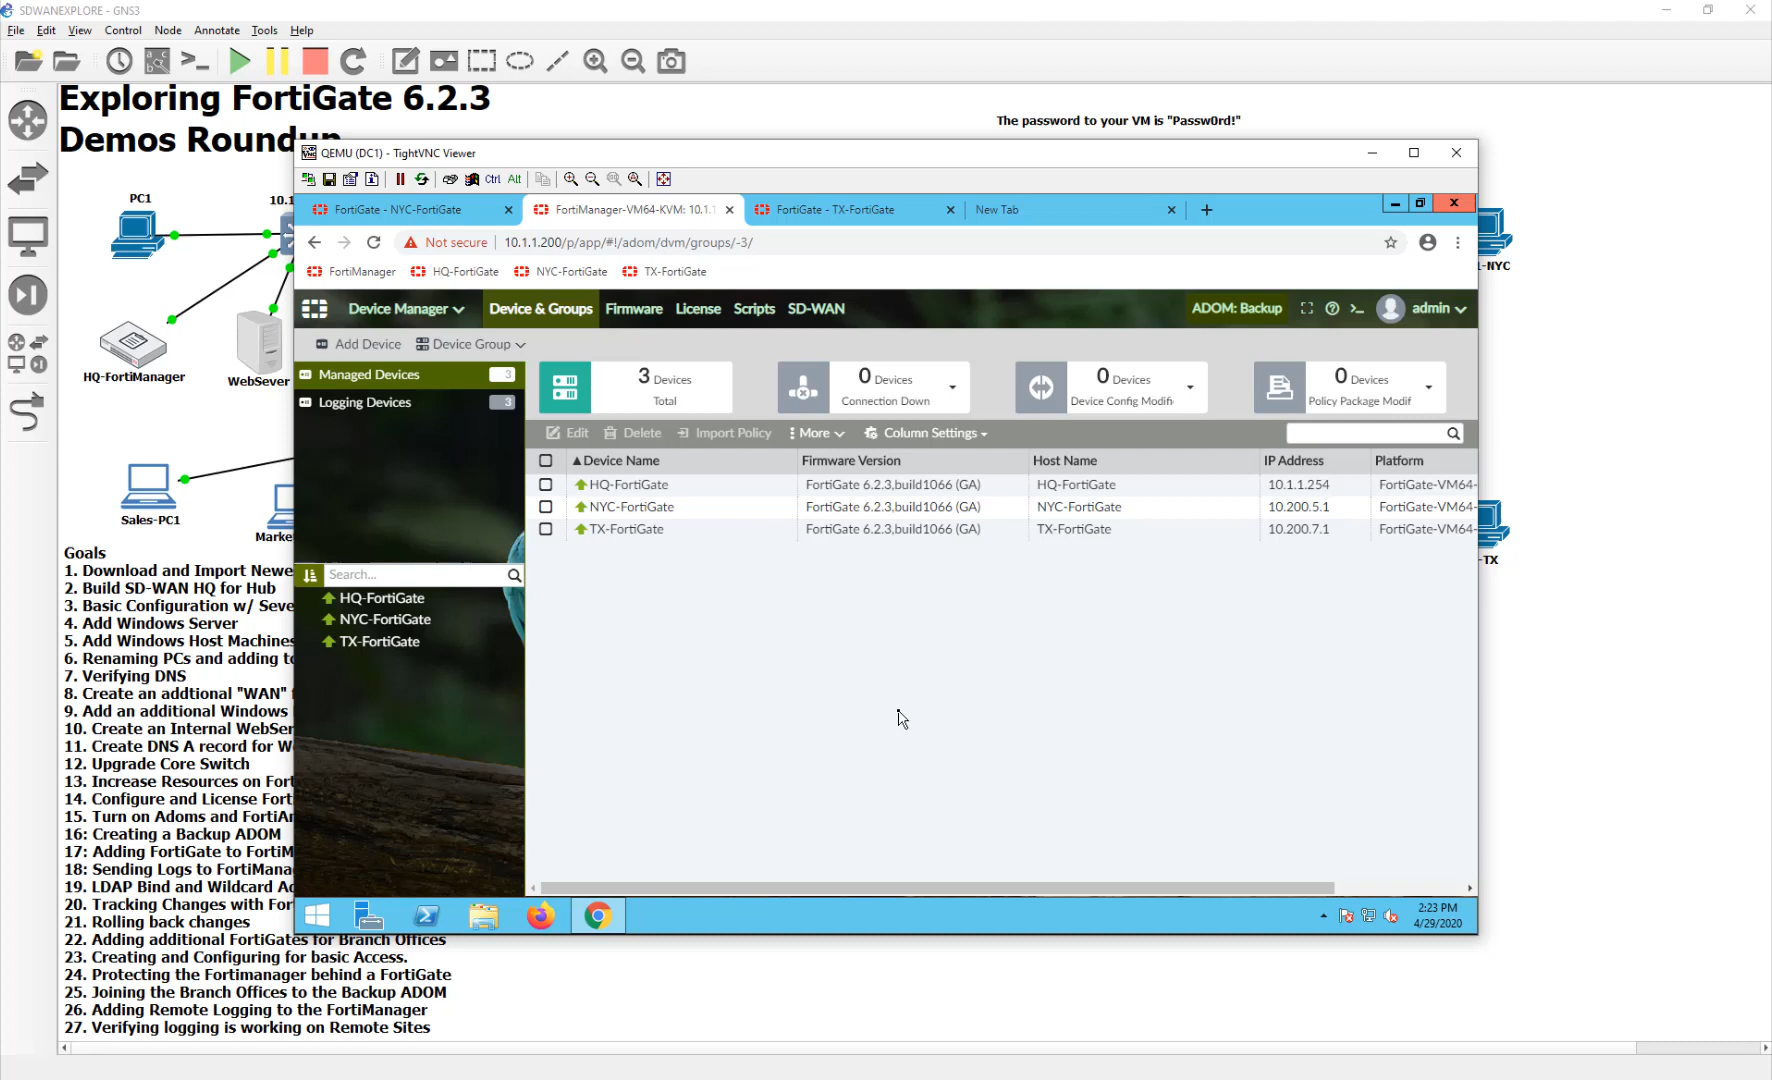 SDWANEXPLORE - GNS3
File Edit View Control Node Annotate Tools Help
Exploring FortiGate 6.2.3
Demos Roundup
The password to your VM is "Passw0rd!"
QEMU (DC1) - TightVNC Viewer
Ctrl Alt
FortiGate - NYC-FortiGate
FortiManager-VM64-KVM: 10.1.1
FortiGate - TX-FortiGate
New Tab
Not secure
10.1.1.200/p/app/#!/adom/dvm/groups/-3/
FortiManager HQ-FortiGate NYC-FortiGate TX-FortiGate
Device Manager Device & Groups Firmware License Scripts SD-WAN ADOM: Backup admin
Add Device Device Group
Managed Devices 3
Logging Devices 3
3 Devices
Total
0 Devices
Connection Down
0 Devices
Device Config Modifi
0 Devices
Policy Package Modif
Edit Delete Import Policy More Column Settings
Device Name Firmware Version Host Name IP Address Platform
HQ-FortiGate FortiGate 6.2.3,build1066 (GA) HQ-FortiGate 10.1.1.254 FortiGate-VM64-
NYC-FortiGate FortiGate 6.2.3,build1066 (GA) NYC-FortiGate 10.200.5.1 FortiGate-VM64-
TX-FortiGate FortiGate 6.2.3,build1066 (GA) TX-FortiGate 10.200.7.1 FortiGate-VM64-
Search...
HQ-FortiGate
NYC-FortiGate
TX-FortiGate
2:23 PM
4/29/2020
PC1
10.1
HQ-FortiManager
WebSever
Sales-PC1
Marke
1-NYC
-TX
Goals
1. Download and Import Newe
2. Build SD-WAN HQ for Hub
3. Basic Configuration w/ Seve
4. Add Windows Server
5. Add Windows Host Machines
6. Renaming PCs and adding to
7. Verifying DNS
8. Create an addtional "WAN"
9. Add an additional Windows
10. Create an Internal WebSer
11. Create DNS A record for W
12. Upgrade Core Switch
13. Increase Resources on Fort
14. Configure and License Fort
15. Turn on Adoms and FortiAn
16: Creating a Backup ADOM
17: Adding FortiGate to FortiM
18: Sending Logs to FortiMana
19. LDAP Bind and Wildcard Ac
20. Tracking Changes with For
21. Rolling back changes
22. Adding additional FortiGates for Branch Offices
23. Creating and Configuring for basic Access.
24. Protecting the Fortimanager behind a FortiGate
25. Joining the Branch Offices to the Backup ADOM
26. Adding Remote Logging to the FortiManager
27. Verifying logging is working on Remote Sites